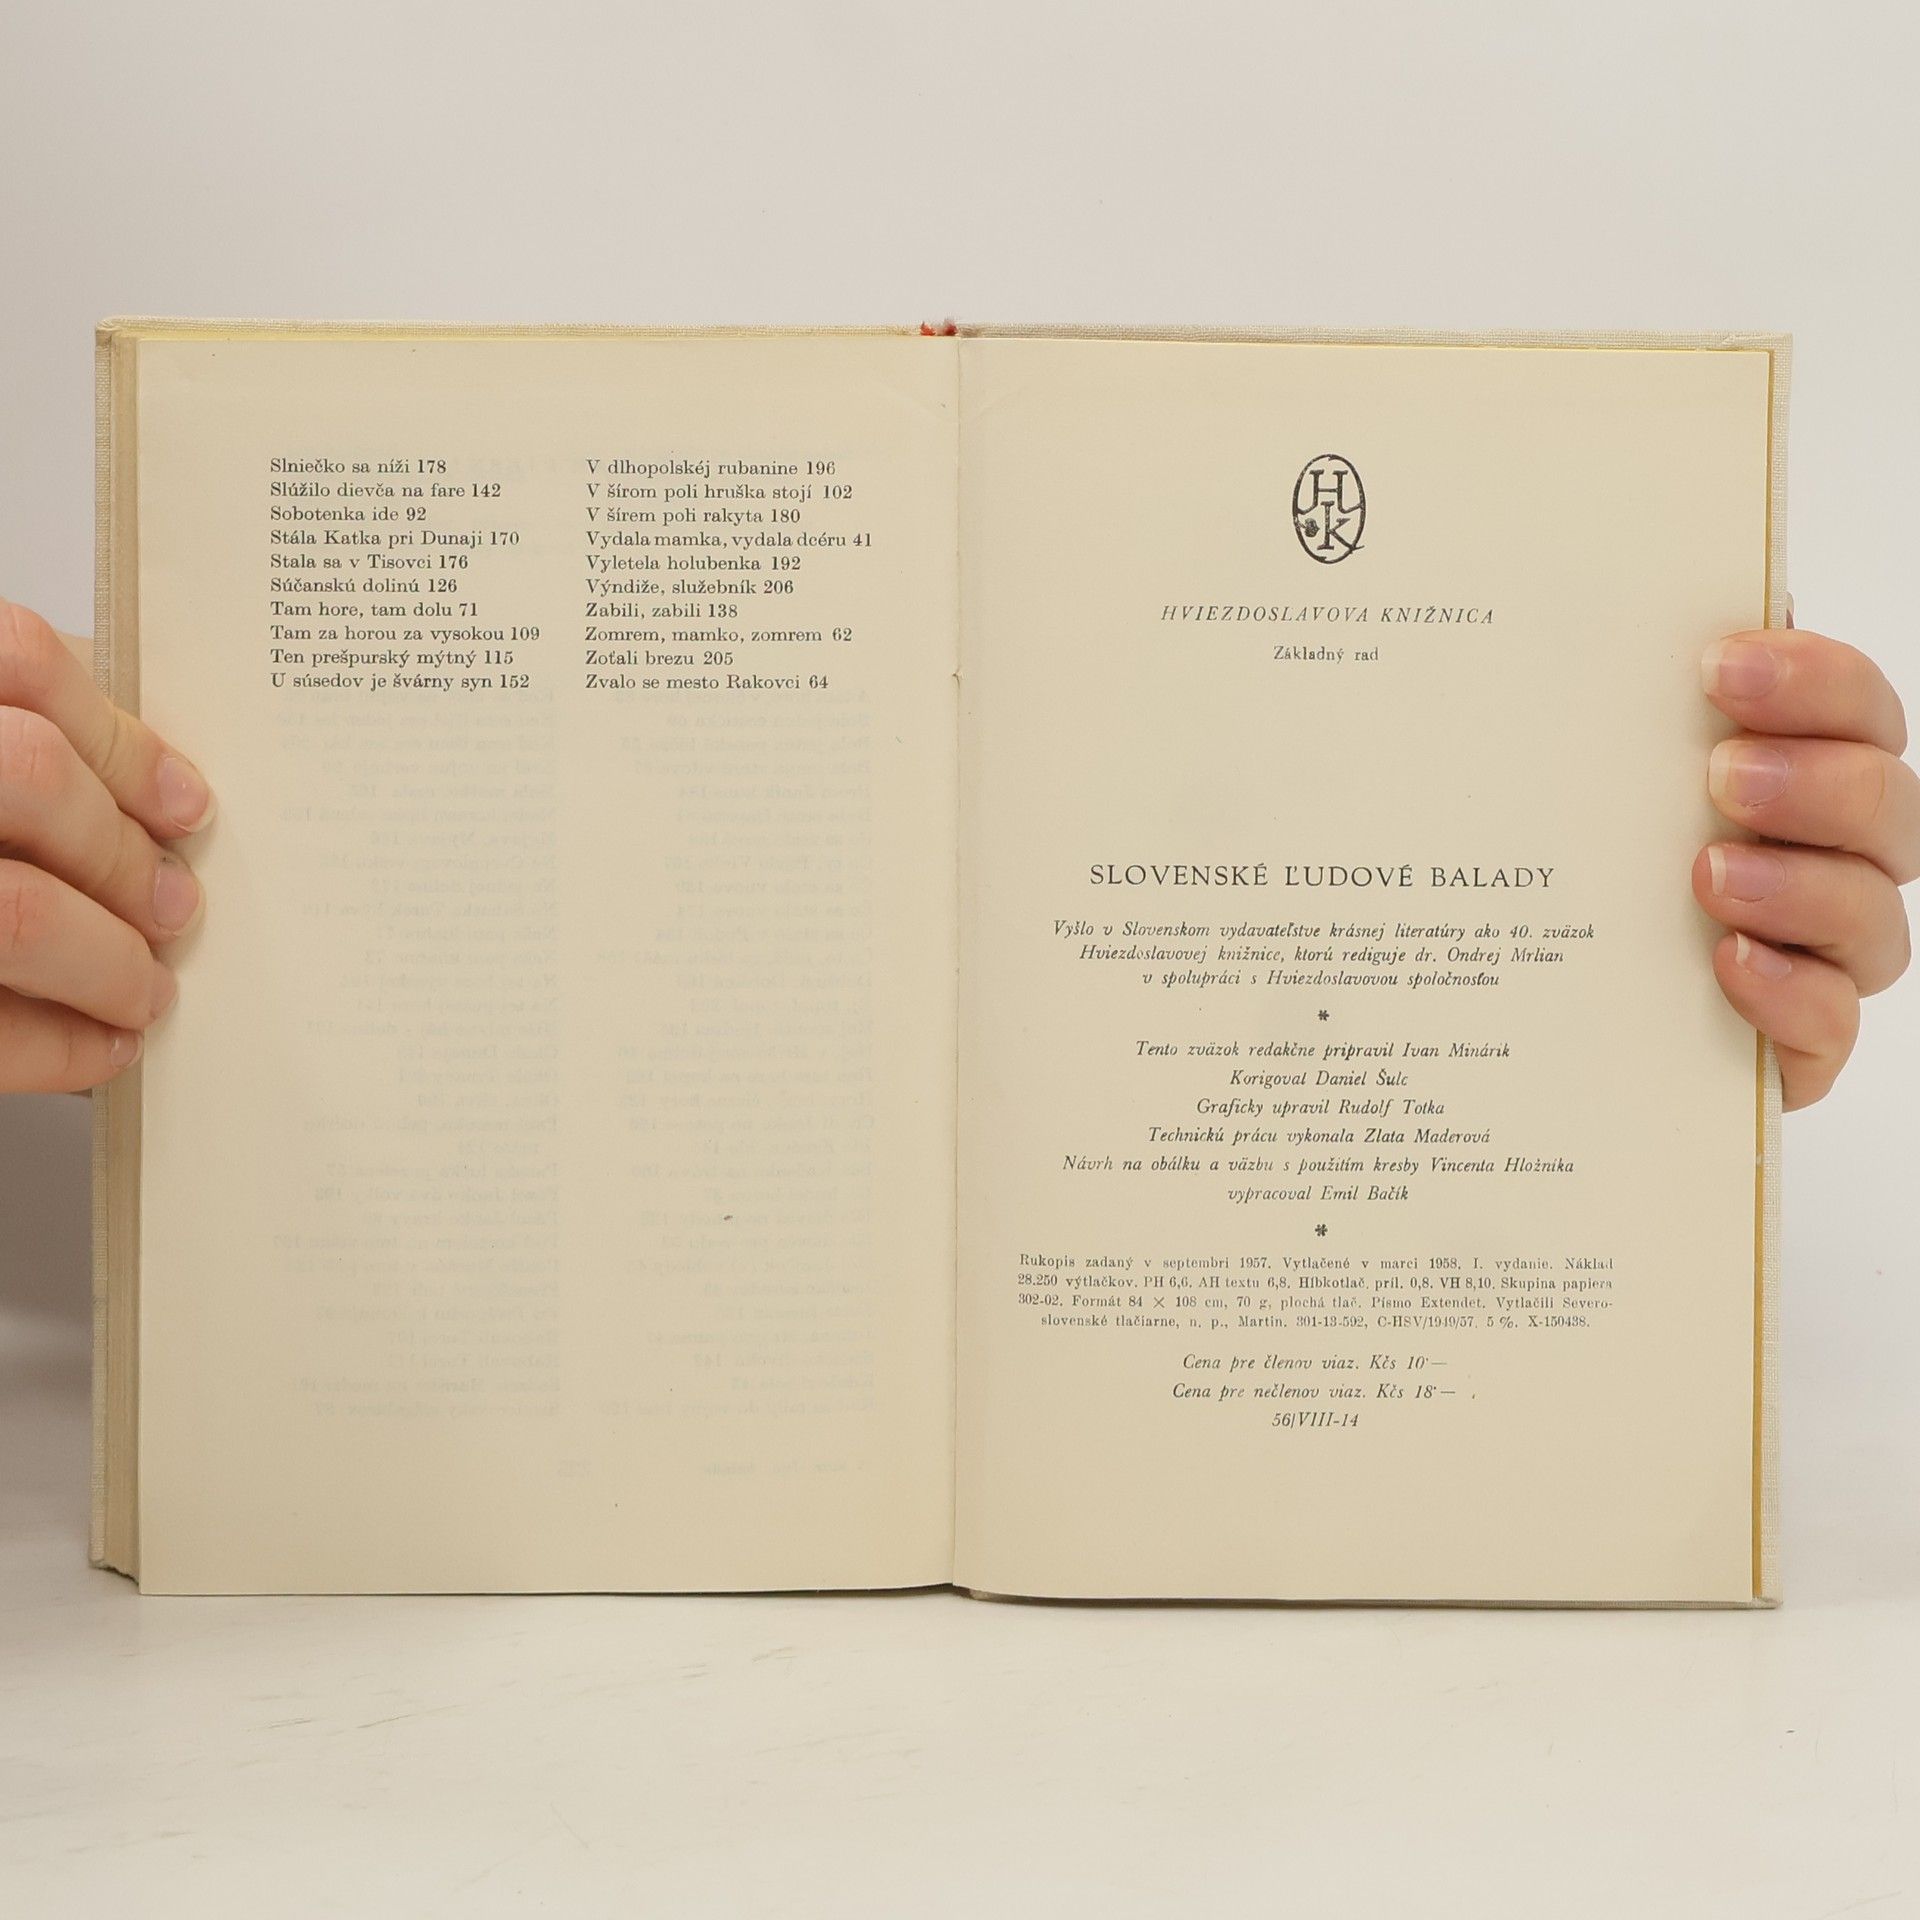 Slniečko sa níži 178
Slúžilo dievča na fare 142
Sobotenka ide 92
Stála Katka pri Dunaji 170
Stala sa v Tisovci 176
Súčanskú dolinú 126
Tam hore, tam dolu 71
Tam za horou za vysokou 109
Ten prešpurský mýtný 115
U súsedov je švárny syn 152
V dlhopolskéj rubanine 196
V šírom poli hruška stojí 102
V šírem poli rakyta 180
Vydala mamka, vydala dcéru 41
Vyletela holubenka 192
Výndiže, služebník 206
Zabili, zabili 138
Zomrem, mamko, zomrem 62
Zoťali brezu 205
Zvalo se mesto Rakovci 64
HK
HVIEZDOSLAVOVA KNIŽNICA
Základný rad
SLOVENSKÉ ĽUDOVÉ BALADY
Vyšlo v Slovenskom vydavateľstve krásnej literatúry ako 40. zväzok
Hviezdoslavovej knižnice, ktorú rediguje dr. Ondrej Mrlian
v spolupráci s Hviezdoslavovou spoločnosťou
*
Tento zväzok redakčne pripravil Ivan Minárik
Korigoval Daniel Šulc
Graficky upravil Rudolf Totka
Technickú prácu vykonala Zlata Maderová
Návrh na obálku a väzbu s použitím kresby Vincenta Hložníka
vypracoval Emil Bačík
*
Rukopis zadaný v septembri 1957. Vytlačené v marci 1958. I. vydanie. Náklad
28.250 výtlačkov. PH 6,6. AH textu 6,8. Hĺbkotlač. príl. 0,8. VH 8,10. Skupina papiera
302-02. Formát 84 × 108 cm, 70 g, plochá tlač. Písmo Extendet. Vytlačili Severo-
slovenské tlačiarne, n. p., Martin. 301-13-592, C-HSV/1949/57. 5 %. X-150438.
Cena pre členov viaz. Kčs 10·—
Cena pre nečlenov viaz. Kčs 18·—
56/VIII-14